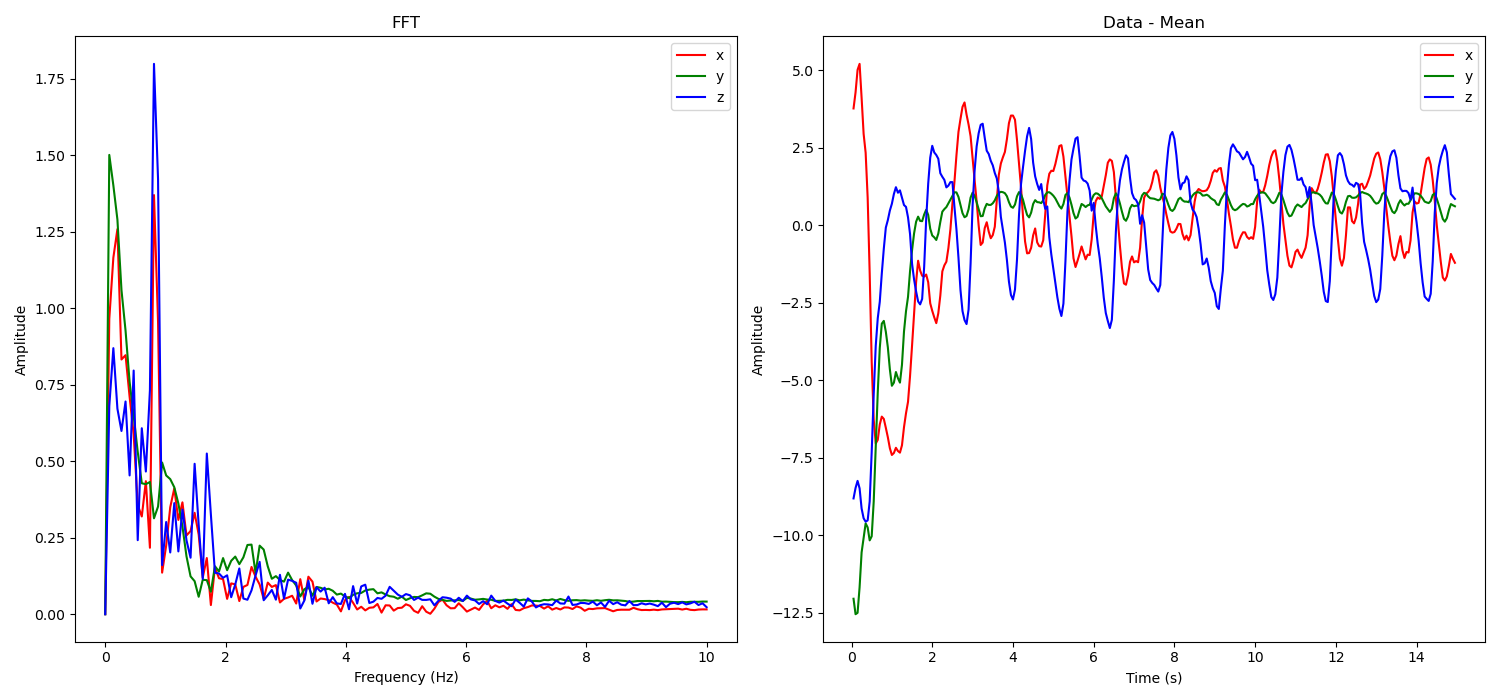 FFT
x
y
z
1.75
1.50
1.25
1.00
0.75
0.50
0.25
0.00
Amplitude
0
2
4
6
8
10
Frequency (Hz)
Data - Mean
x
y
z
5.0
2.5
0.0
−2.5
−5.0
−7.5
−10.0
−12.5
Amplitude
0
2
4
6
8
10
12
14
Time (s)